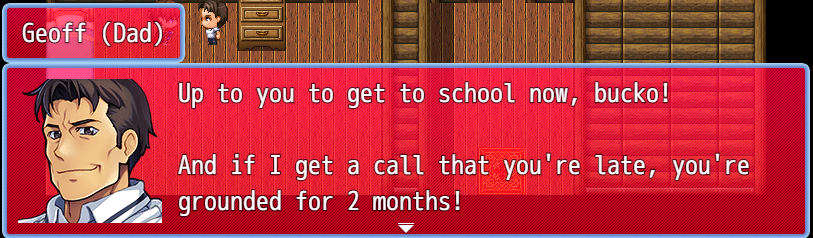 Geoff (Dad)
Up to you to get to school now, bucko!
And if I get a call that you're late, you're
grounded for 2 months!